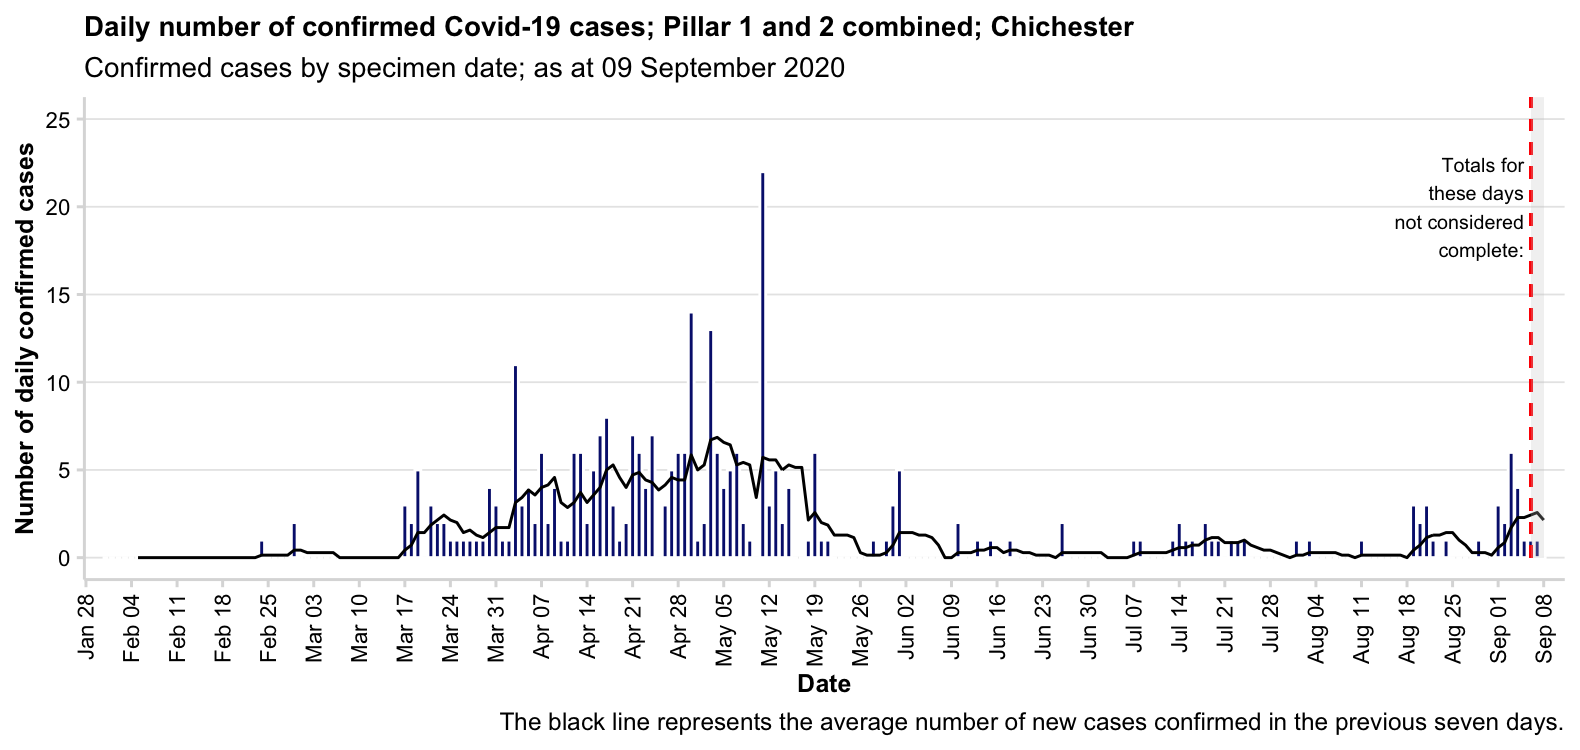 Daily number of confirmed Covid-19 cases; Pillar 1 and 2 combined; Chichester
Confirmed cases by specimen date; as at 09 September 2020
Number of daily confirmed cases
25
20
15
10
5
0
Totals for
these days
not considered
complete:
Jan 28
Feb 04
Feb 11
Feb 18
Feb 25
Mar 03
Mar 10
Mar 17
Mar 24
Mar 31
Apr 07
Apr 14
Apr 21
Apr 28
May 05
May 12
May 19
May 26
Jun 02
Jun 09
Jun 16
Jun 23
Jun 30
Jul 07
Jul 14
Jul 21
Jul 28
Aug 04
Aug 11
Aug 18
Aug 25
Sep 01
Sep 08
Date
The black line represents the average number of new cases confirmed in the previous seven days.